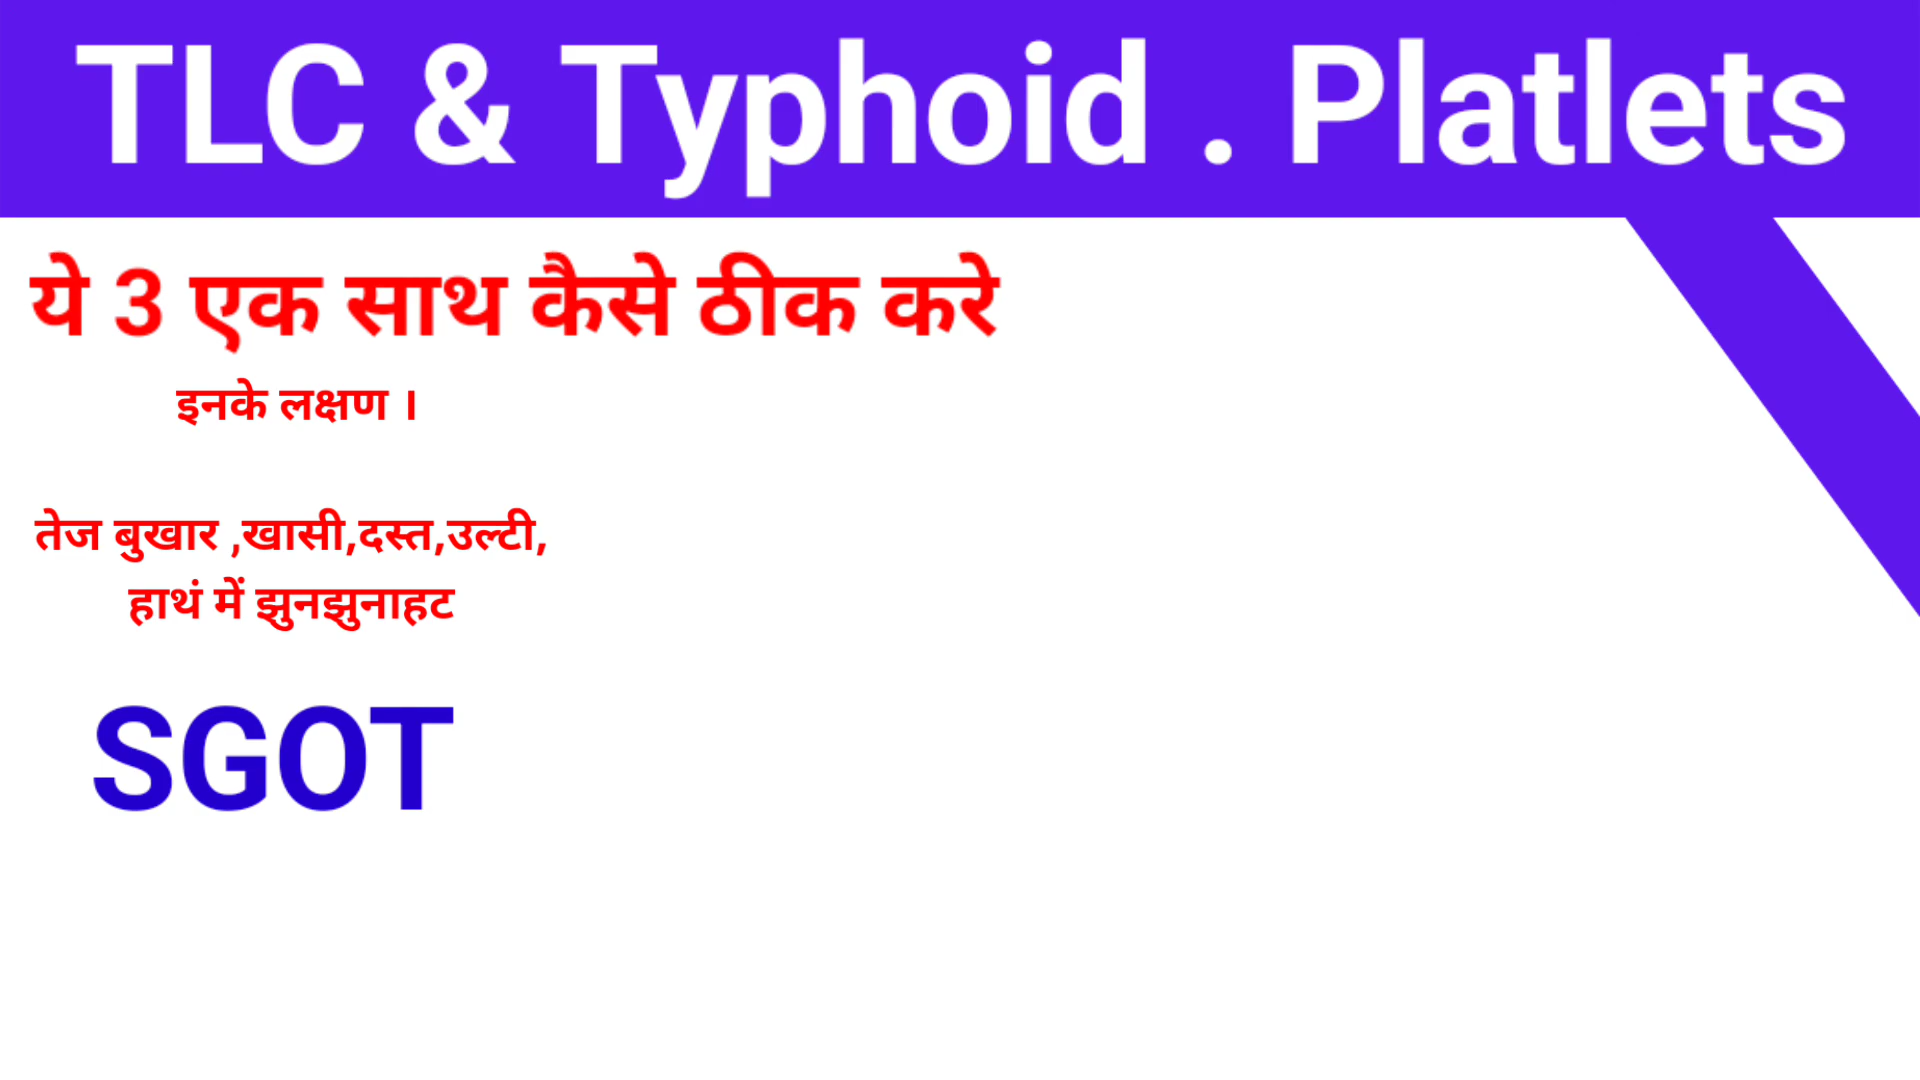 TLC & Typhoid . Platlets
ये 3 एक साथ कैसे ठीक करे
इनके लक्षण ।
तेज बुखार ,खासी,दस्त,उल्टी,
हाथं में झुनझुनाहट
SGOT